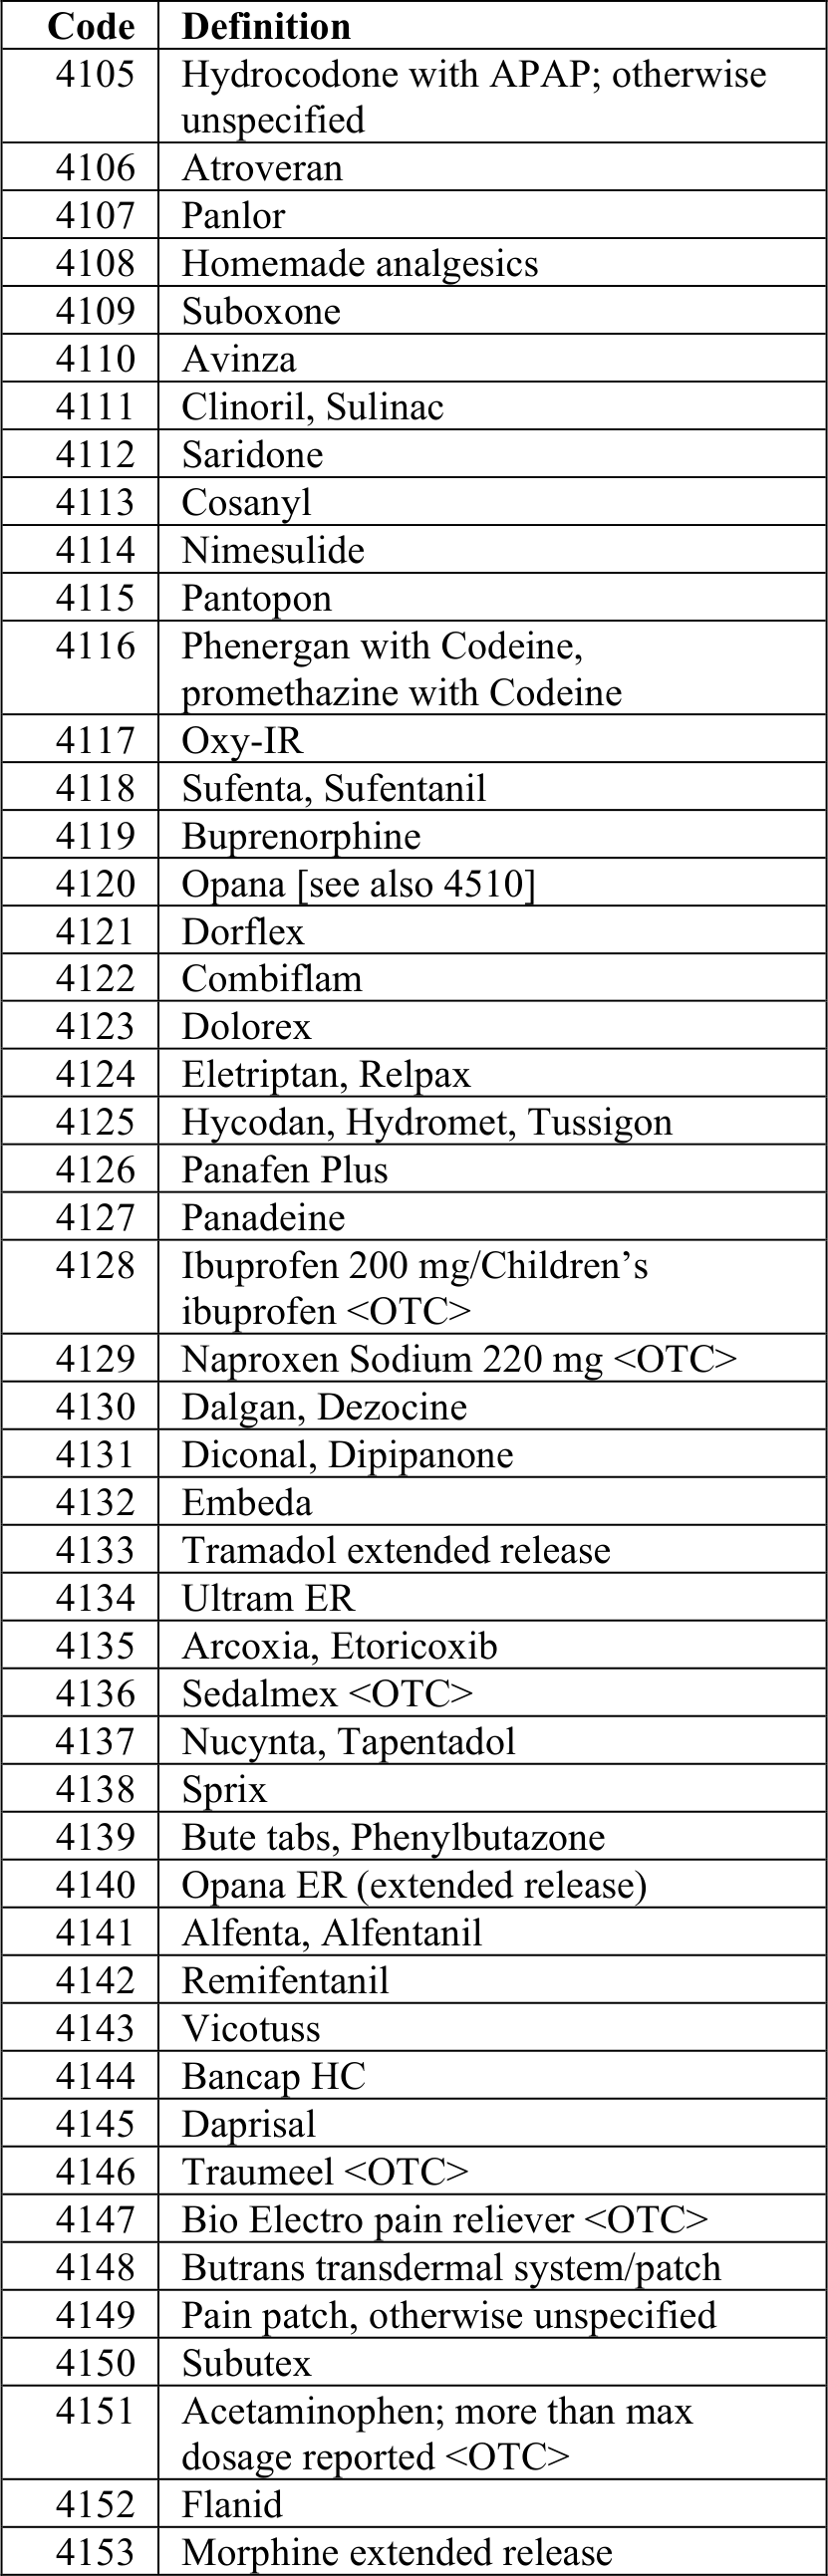 Code Definition
4105 Hydrocodone with APAP; otherwise
unspecified
4106 Atroveran
4107 Panlor
4108 Homemade analgesics
4109 Suboxone
4110 Avinza
4111 Clinoril, Sulinac
4112 Saridone
4113 Cosanyl
4114 Nimesulide
4115 Pantopon
4116 Phenergan with Codeine,
promethazine with Codeine
4117 Oxy-IR
4118 Sufenta, Sufentanil
4119 Buprenorphine
4120 Opana [see also 4510]
4121 Dorflex
4122 Combiflam
4123 Dolorex
4124 Eletriptan, Relpax
4125 Hycodan, Hydromet, Tussigon
4126 Panafen Plus
4127 Panadeine
4128 Ibuprofen 200 mg/Children’s
ibuprofen <OTC>
4129 Naproxen Sodium 220 mg <OTC>
4130 Dalgan, Dezocine
4131 Diconal, Dipipanone
4132 Embeda
4133 Tramadol extended release
4134 Ultram ER
4135 Arcoxia, Etoricoxib
4136 Sedalmex <OTC>
4137 Nucynta, Tapentadol
4138 Sprix
4139 Bute tabs, Phenylbutazone
4140 Opana ER (extended release)
4141 Alfenta, Alfentanil
4142 Remifentanil
4143 Vicotuss
4144 Bancap HC
4145 Daprisal
4146 Traumeel <OTC>
4147 Bio Electro pain reliever <OTC>
4148 Butrans transdermal system/patch
4149 Pain patch, otherwise unspecified
4150 Subutex
4151 Acetaminophen; more than max
dosage reported <OTC>
4152 Flanid
4153 Morphine extended release